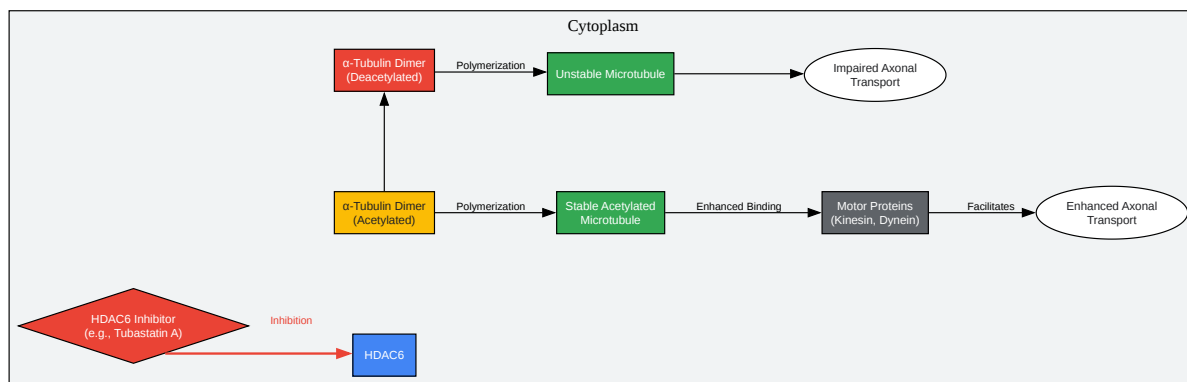 Cytoplasm
α-Tubulin Dimer
(Deacetylated)
Polymerization
Unstable Microtubule
Impaired Axonal
Transport
α-Tubulin Dimer
(Acetylated)
Polymerization
Stable Acetylated
Microtubule
Enhanced Binding
Motor Proteins
(Kinesin, Dynein)
Facilitates
Enhanced Axonal
Transport
HDAC6 Inhibitor
(e.g., Tubastatin A)
Inhibition
HDAC6